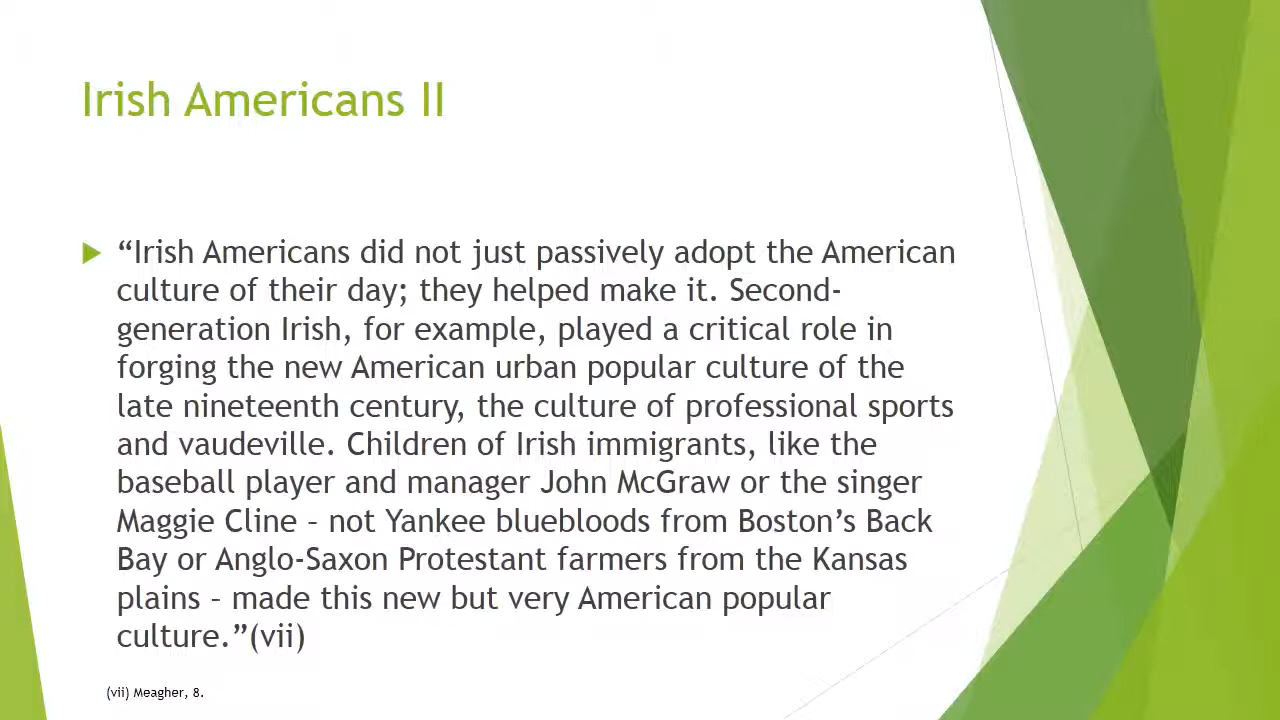 Irish Americans II
“Irish Americans did not just passively adopt the American
culture of their day; they helped make it. Second-
generation Irish, for example, played a critical role in
forging the new American urban popular culture of the
late nineteenth century, the culture of professional sports
and vaudeville. Children of Irish immigrants, like the
baseball player and manager John McGraw or the singer
Maggie Cline – not Yankee bluebloods from Boston’s Back
Bay or Anglo-Saxon Protestant farmers from the Kansas
plains – made this new but very American popular
culture.”(vii)
(vii) Meagher, 8.